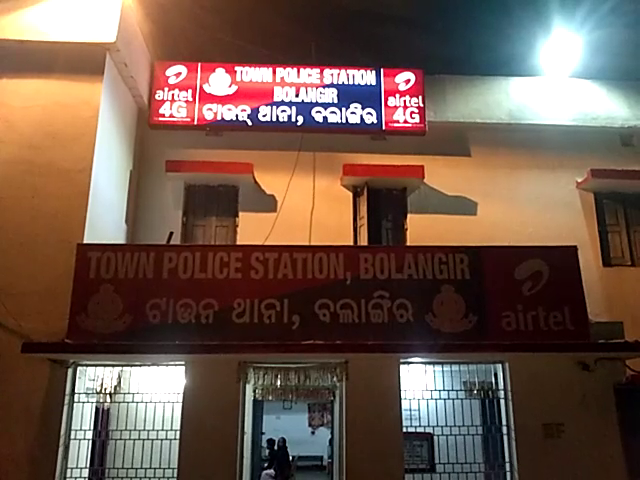 airtel
4G
TOWN POLICE STATION
BOLANGIR
ଟାଉନ୍ ଥାନା, ବଲାଙ୍ଗିର
airtel
4G
TOWN POLICE STATION, BOLANGIR
ଟାଉନ ଥାନା, ବଲାଙ୍ଗିର
airtel